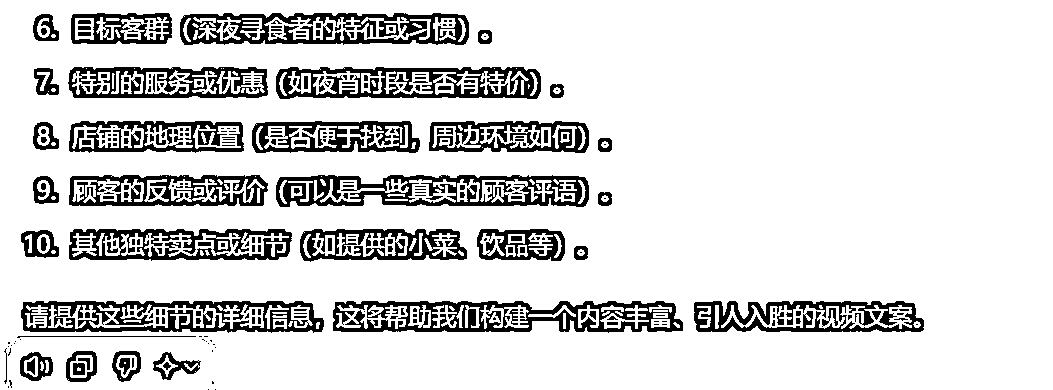 6. 目标客群（深夜寻食者的特征或习惯）。
7. 特别的服务或优惠（如夜宵时段是否有特价）。
8. 店铺的地理位置（是否便于找到，周边环境如何）。
9. 顾客的反馈或评价（可以是一些真实的顾客评语）。
10. 其他独特卖点或细节（如提供的小菜、饮品等）。
请提供这些细节的详细信息，这将帮助我们构建一个内容丰富、引人入胜的视频文案。